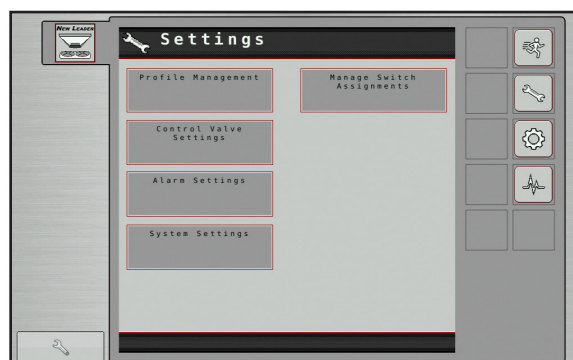 New Leader
Settings
Profile Management
Manage Switch
Assignments
Control Valve
Settings
Alarm Settings
System Settings